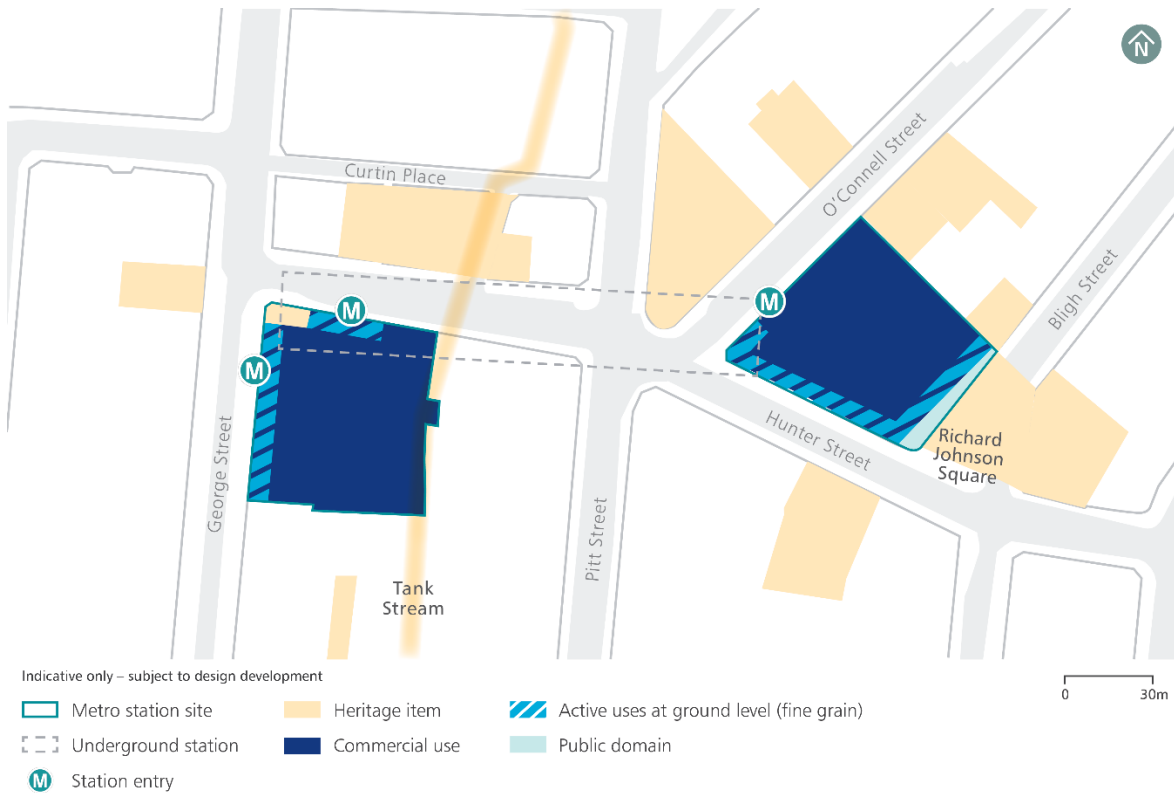 N
Curtin Place
O'Connell Street
Bligh Street
M
M
M
George Street
Hunter Street
Richard
Johnson
Square
Pitt Street
Tank
Stream
Indicative only – subject to design development
Metro station site
Heritage item
Active uses at ground level (fine grain)
0 30m
Underground station
Commercial use
Public domain
M Station entry